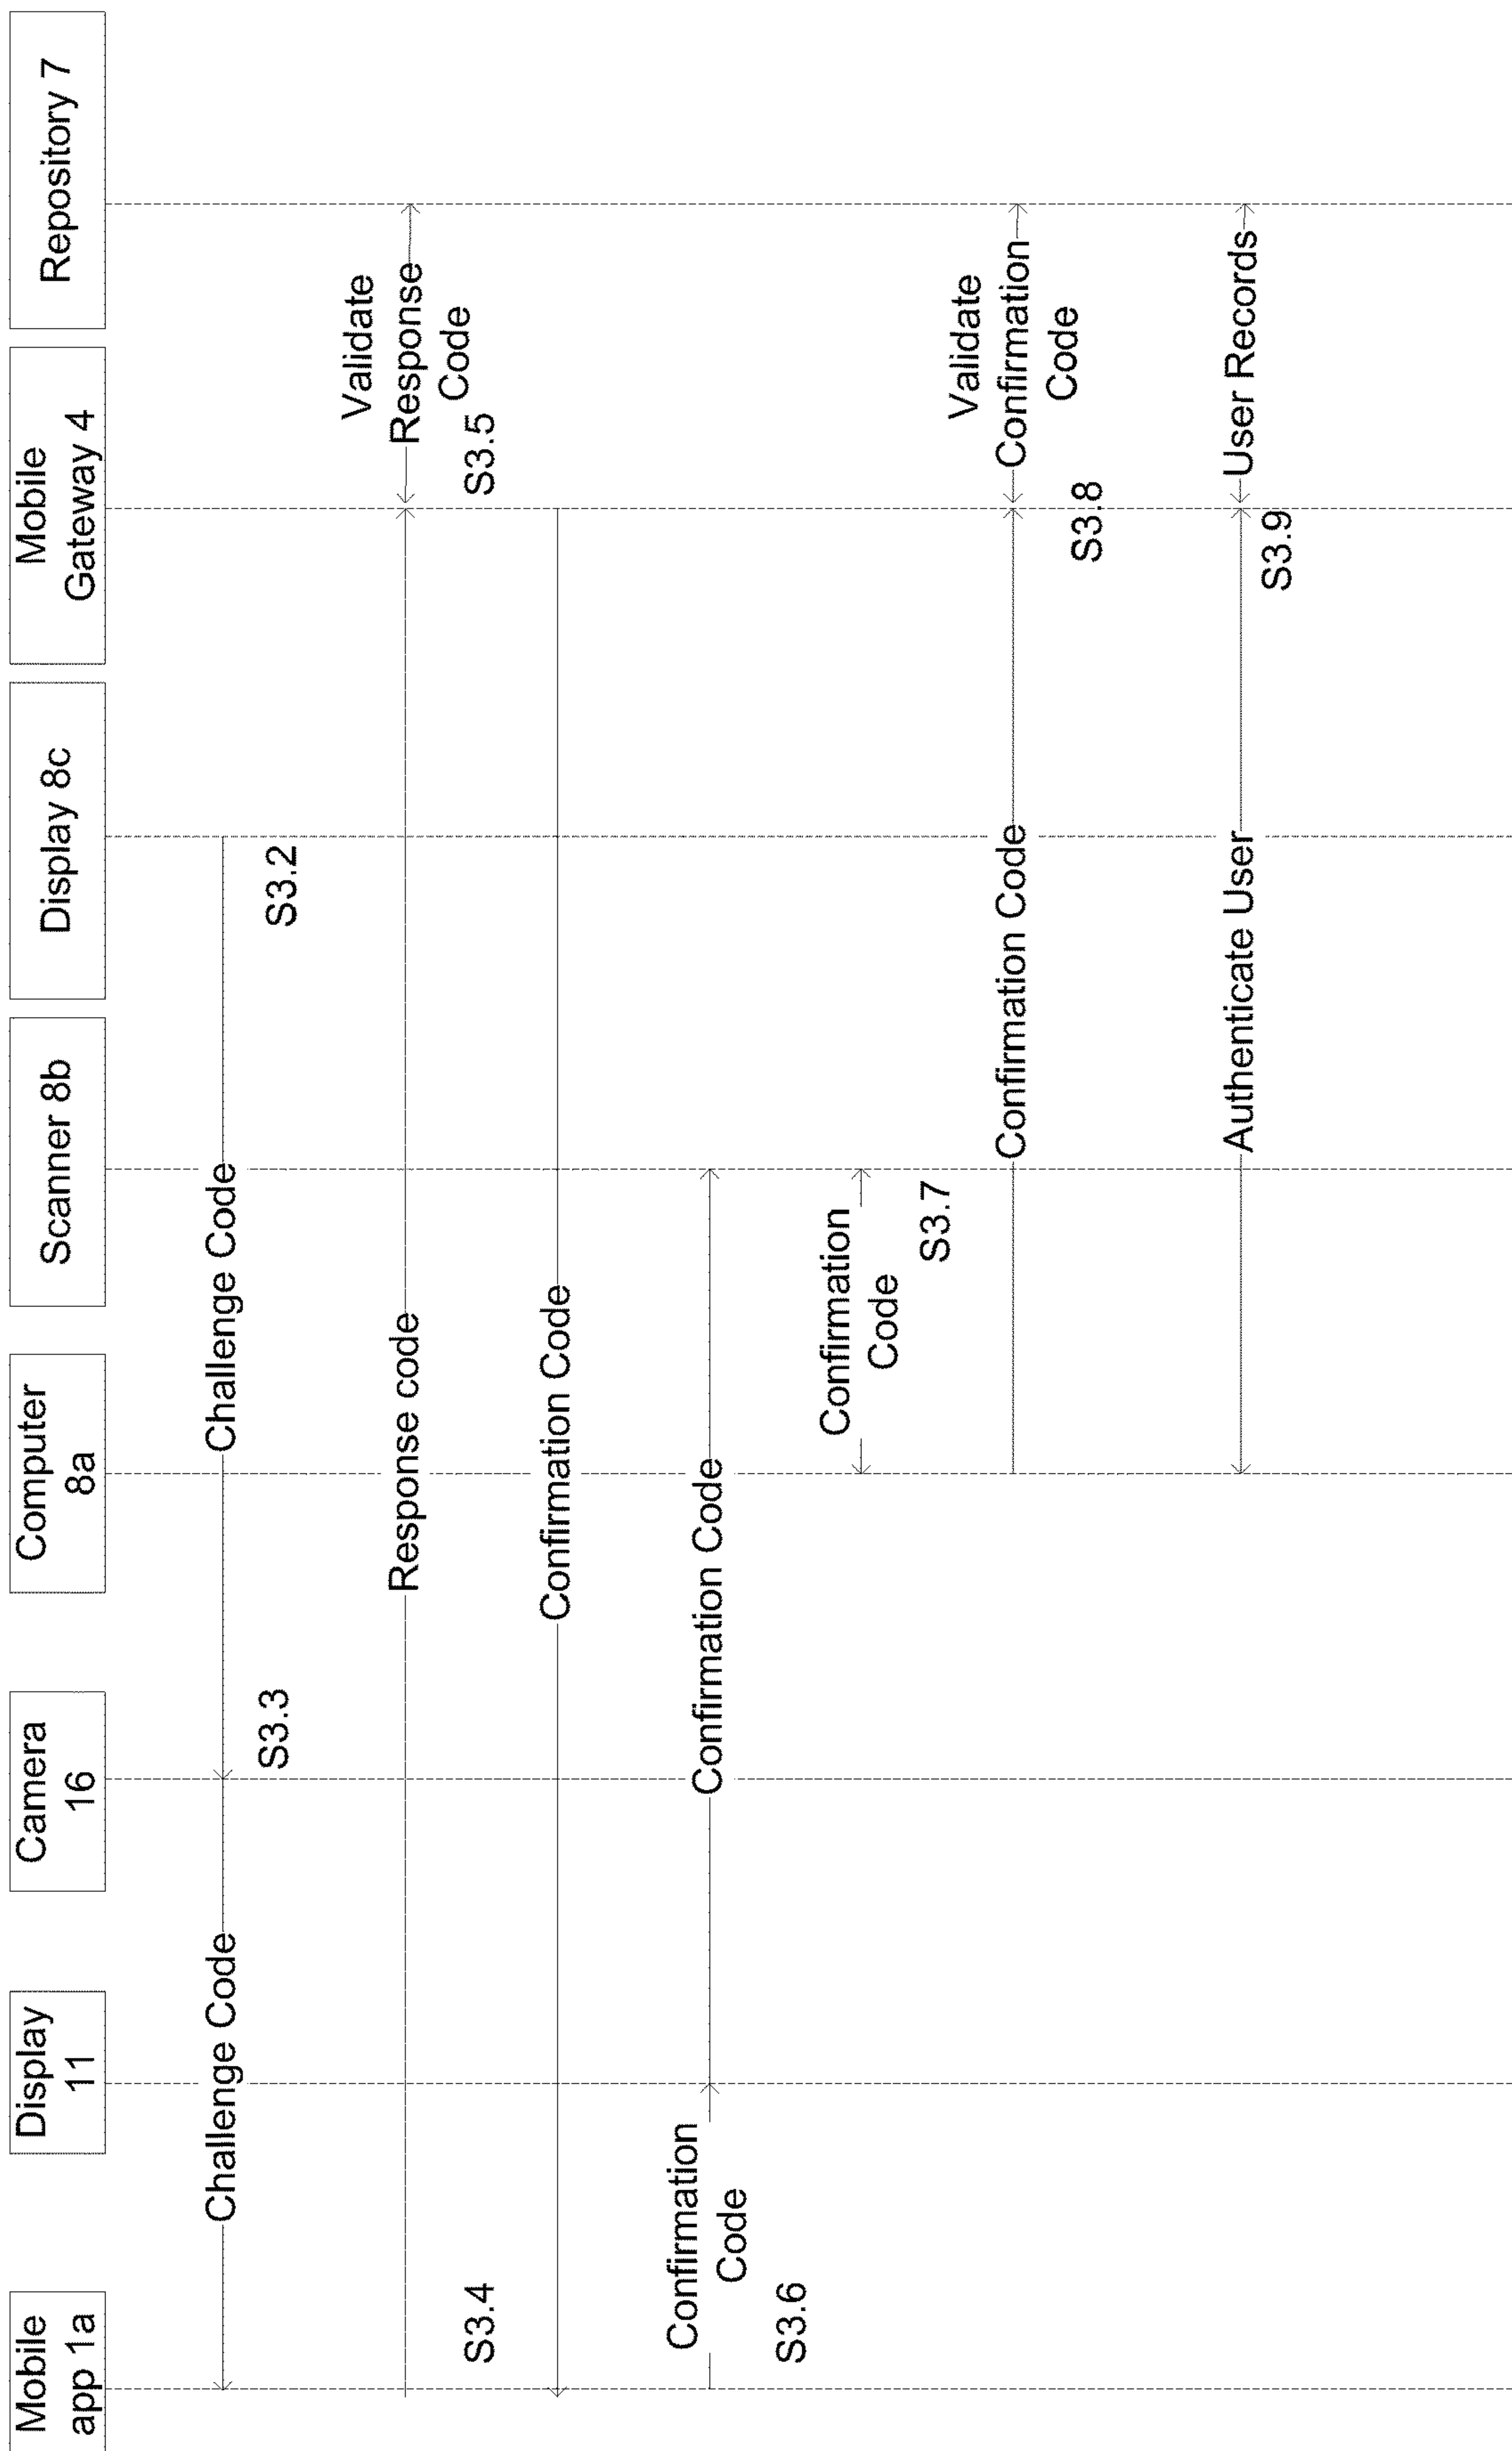 Mobile
app 1a
Display
11
Camera
16
Computer
8a
Scanner 8b
Display 8c
Mobile
Gateway 4
Repository 7
Challenge Code
Challenge Code
S3.3
S3.2
Response code
Validate
Response
Code
S3.4
S3.5
Confirmation Code
Confirmation
Code
Confirmation Code
S3.6
Confirmation
Code
S3.7
Confirmation Code
Validate
Confirmation
Code
S3.8
Authenticate User
User Records
S3.9